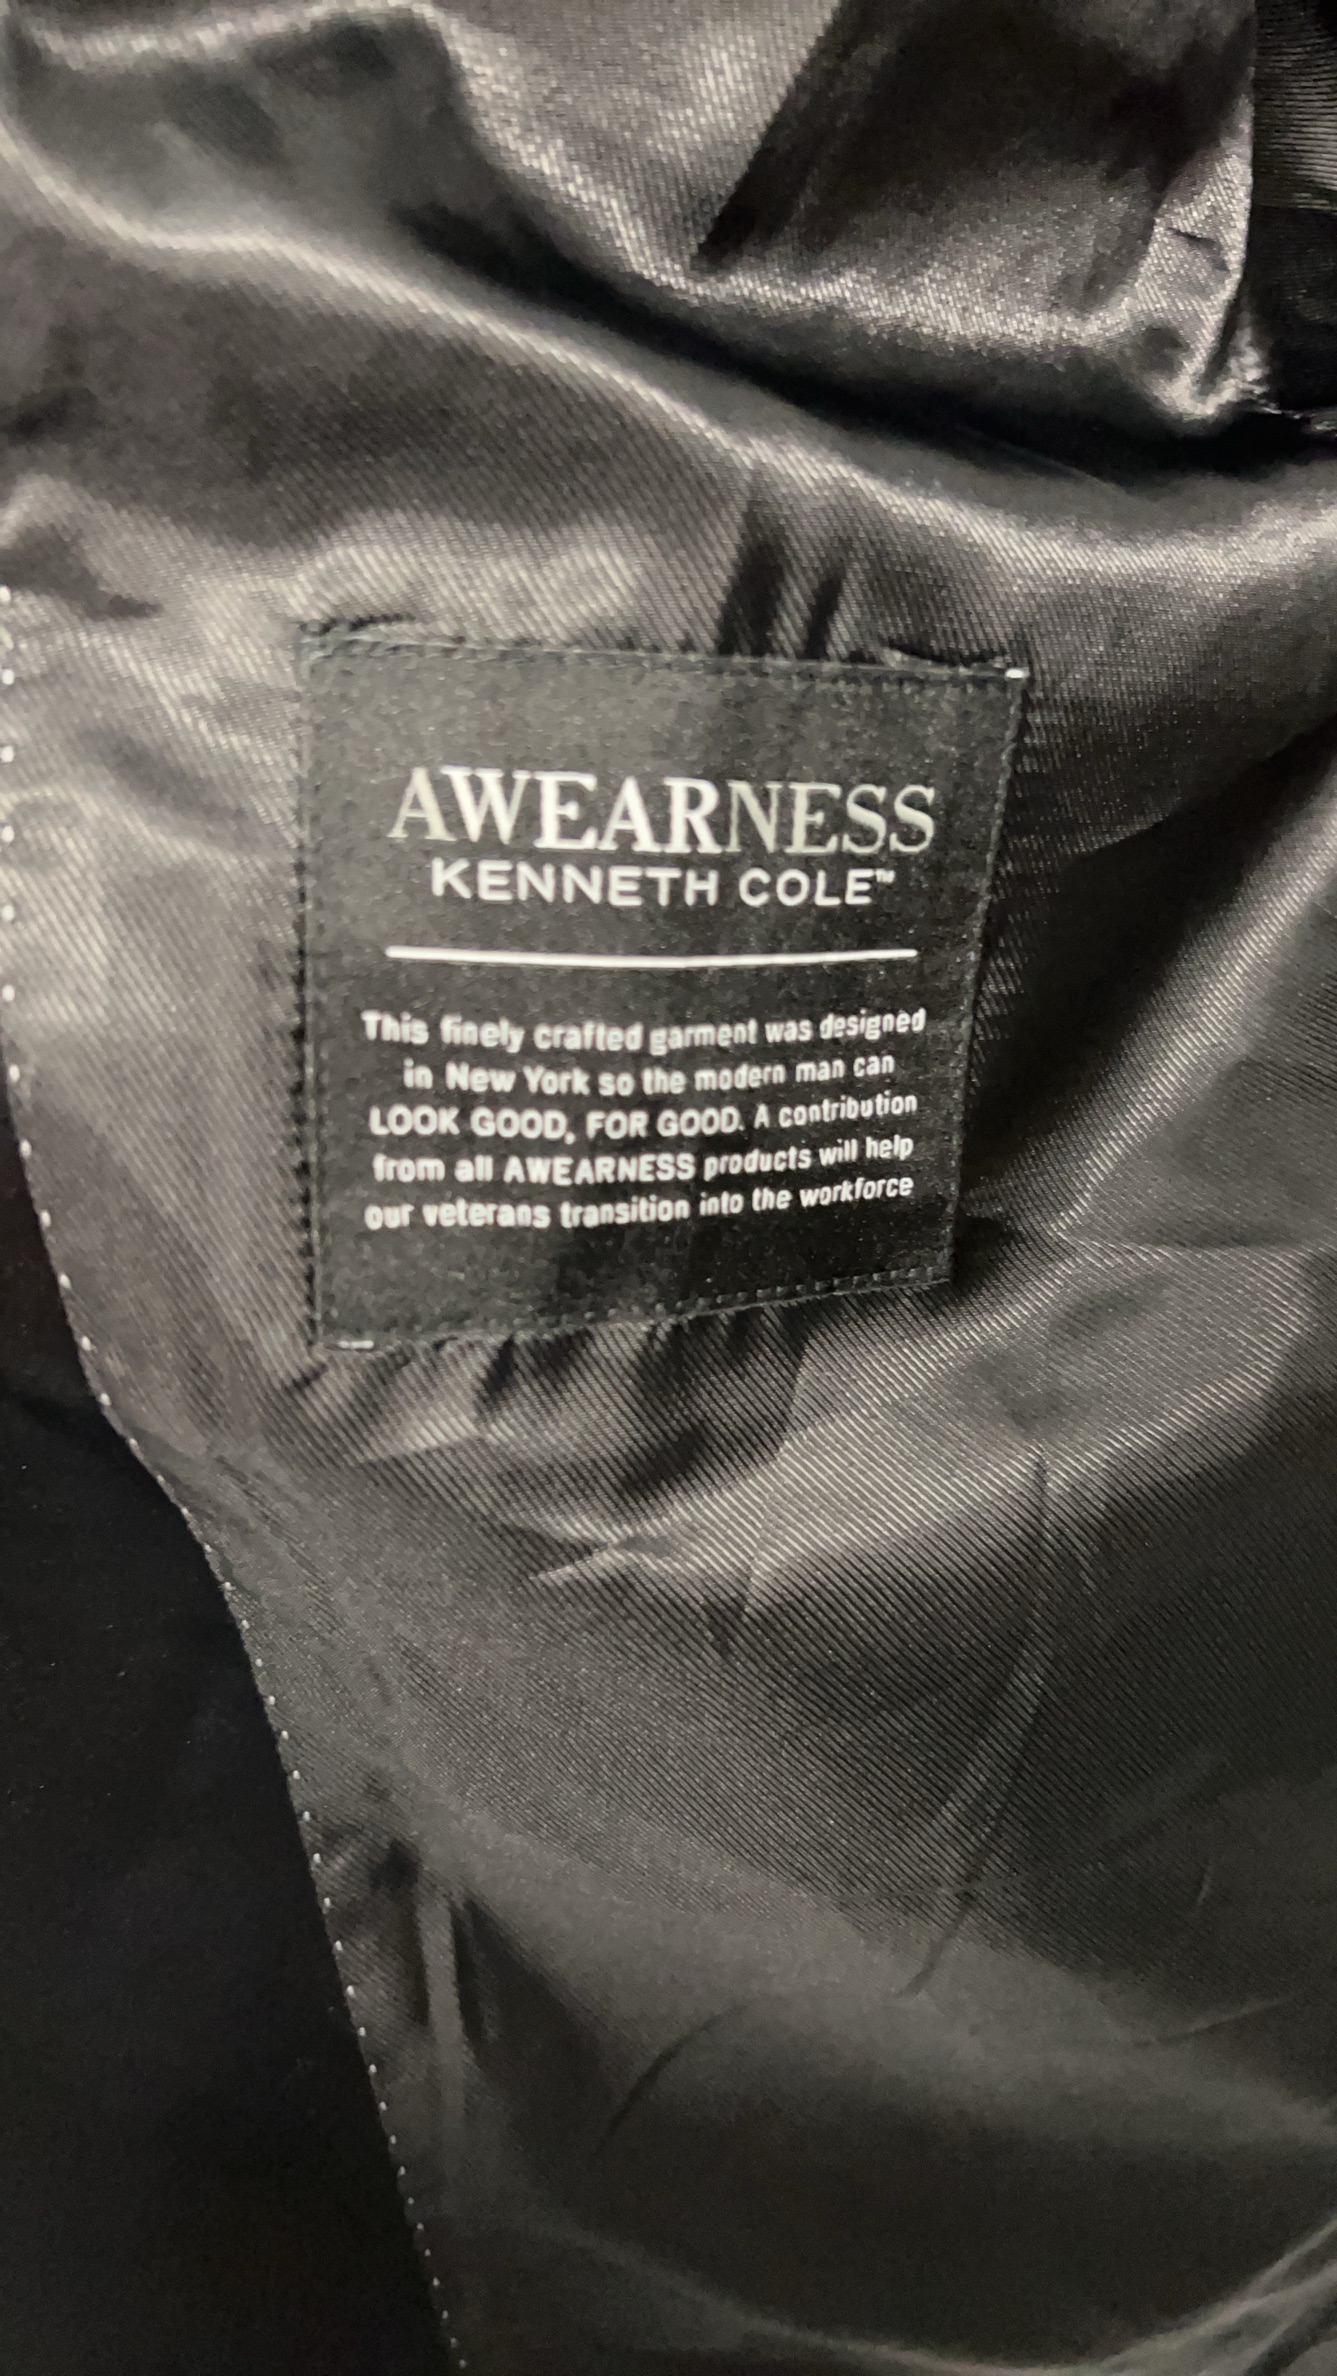 AWEARNESS
KENNETH COLE™
This finely crafted garment was designed
in New York so the modern man can
LOOK GOOD, FOR GOOD. A contribution
from all AWEARNESS products will help
our veterans transition into the workforce